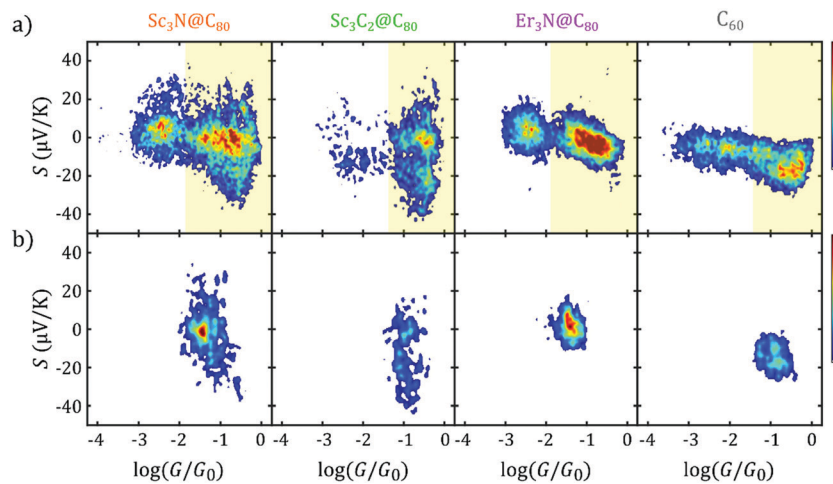 Sc₃N@C₈₀ Sc₃C₂@C₈₀ Er₃N@C₈₀ C₆₀
a)
40
20
0
-20
-40
S (μV/K)
b)
40
20
0
-20
-40
S (μV/K)
-4 -3 -2 -1 0 -4 -3 -2 -1 0 -4 -3 -2 -1 0 -4 -3 -2 -1 0
log(G/G₀) log(G/G₀) log(G/G₀) log(G/G₀)